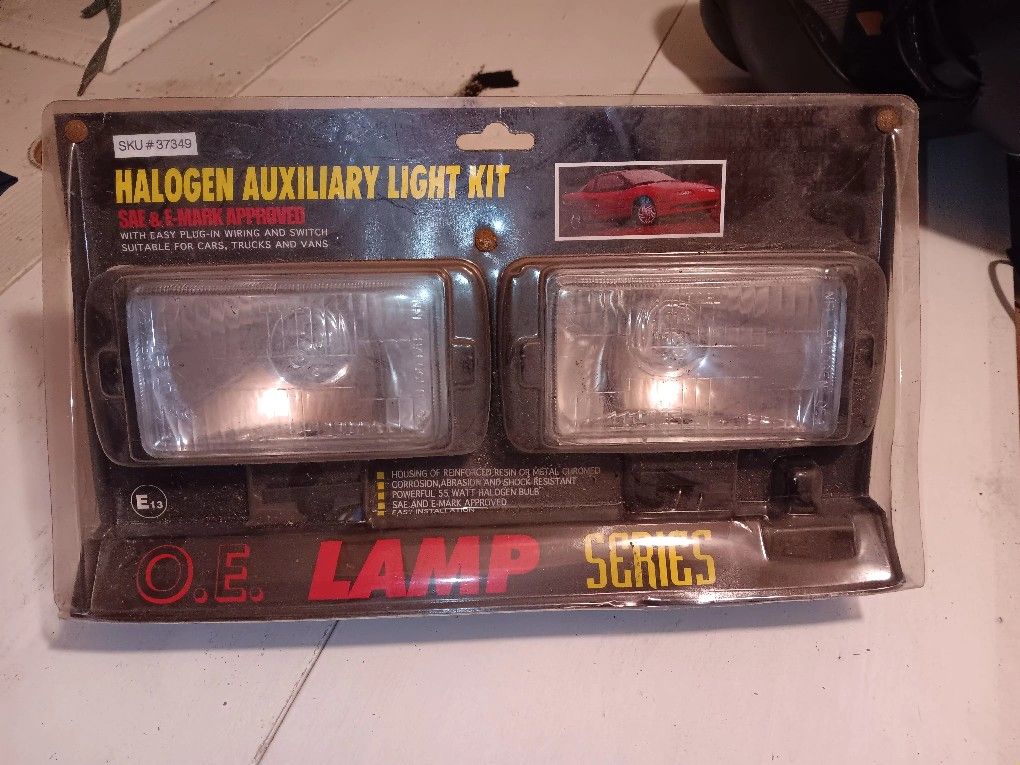 SKU # 37349
HALOGEN AUXILIARY LIGHT KIT
SAE & E-MARK APPROVED
WITH EASY PLUG-IN WIRING AND SWITCH
SUITABLE FOR CARS, TRUCKS AND VANS
HOUSING OF REINFORCED RESIN OR METAL CHROMED
CORROSION,ABRASION AND SHOCK RESISTANT
POWERFUL 55 WATT HALOGEN BULB
SAE AND E-MARK APPROVED
EASY INSTALLATION
E13
O.E. LAMP SERIES